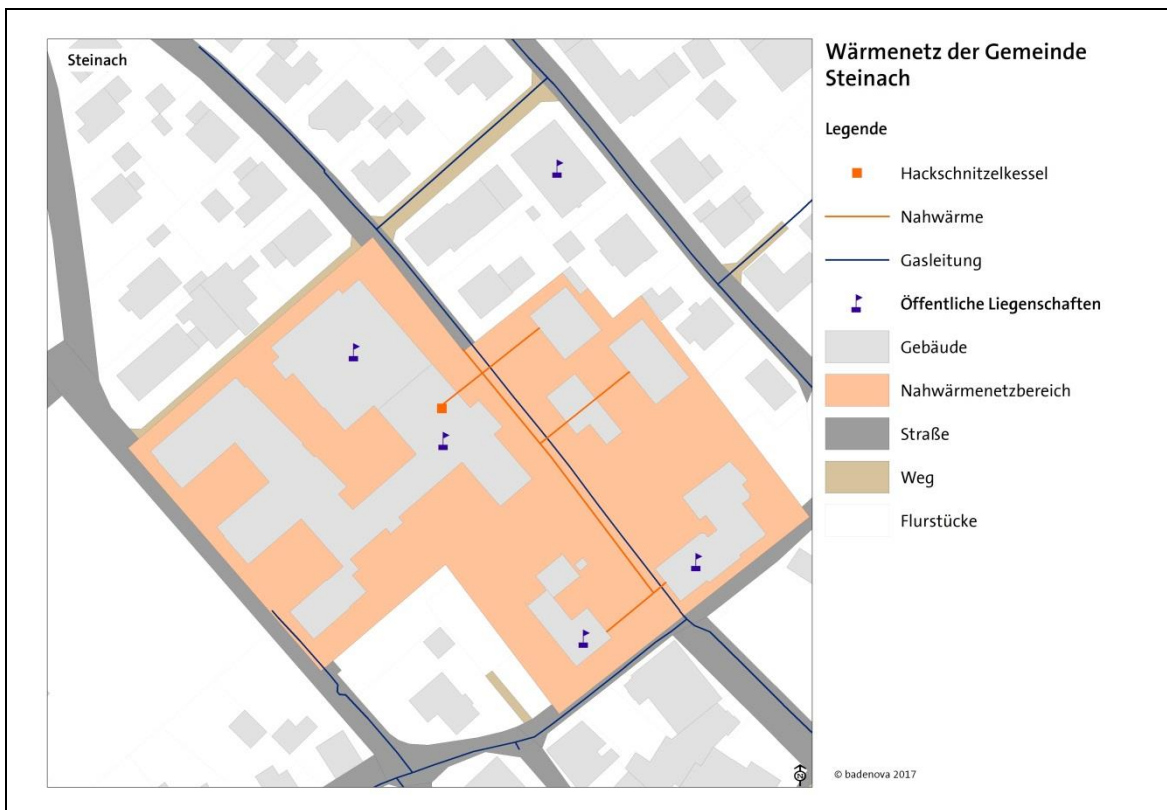 Steinach
Wärmenetz der Gemeinde
Steinach
Legende
Hackschnitzelkessel
Nahwärme
Gasleitung
Öffentliche Liegenschaften
Gebäude
Nahwärmenetzbereich
Straße
Weg
Flurstücke
N
© badenova 2017